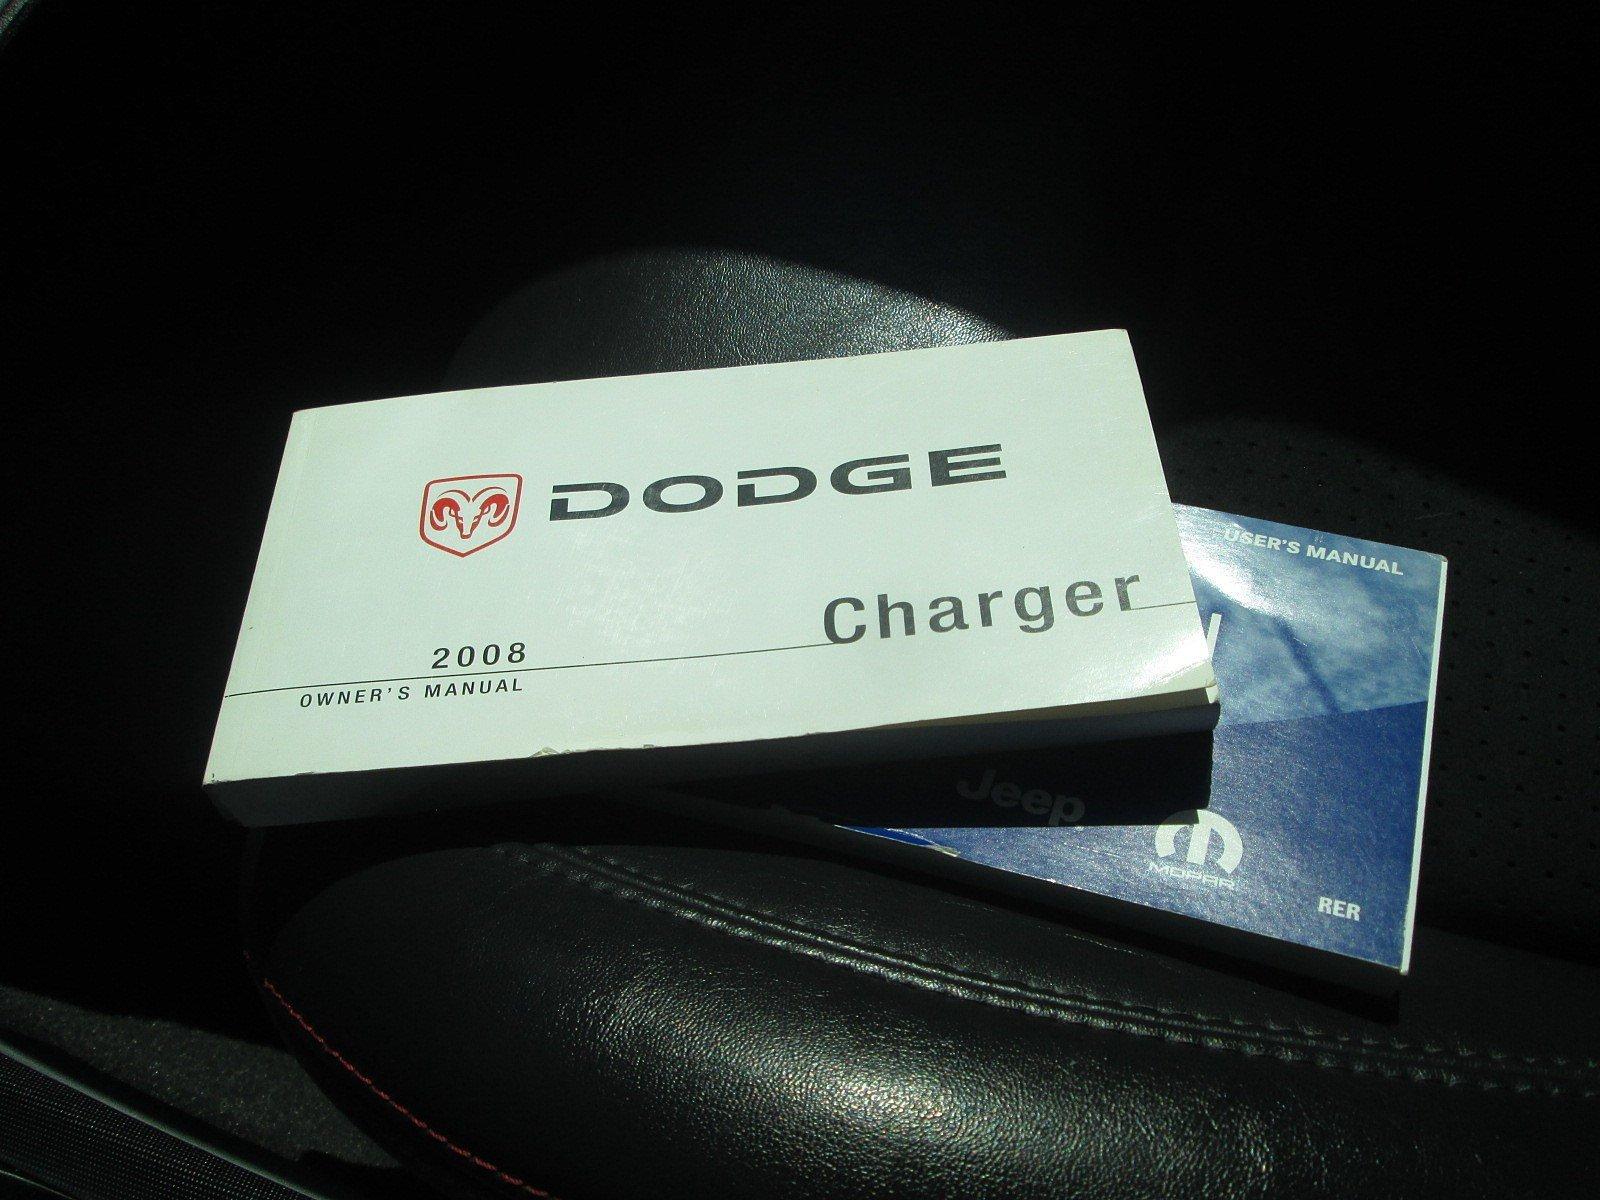 DODGE
Charger
2008
OWNER'S MANUAL
USER'S MANUAL
Jeep
MOPAR
RER